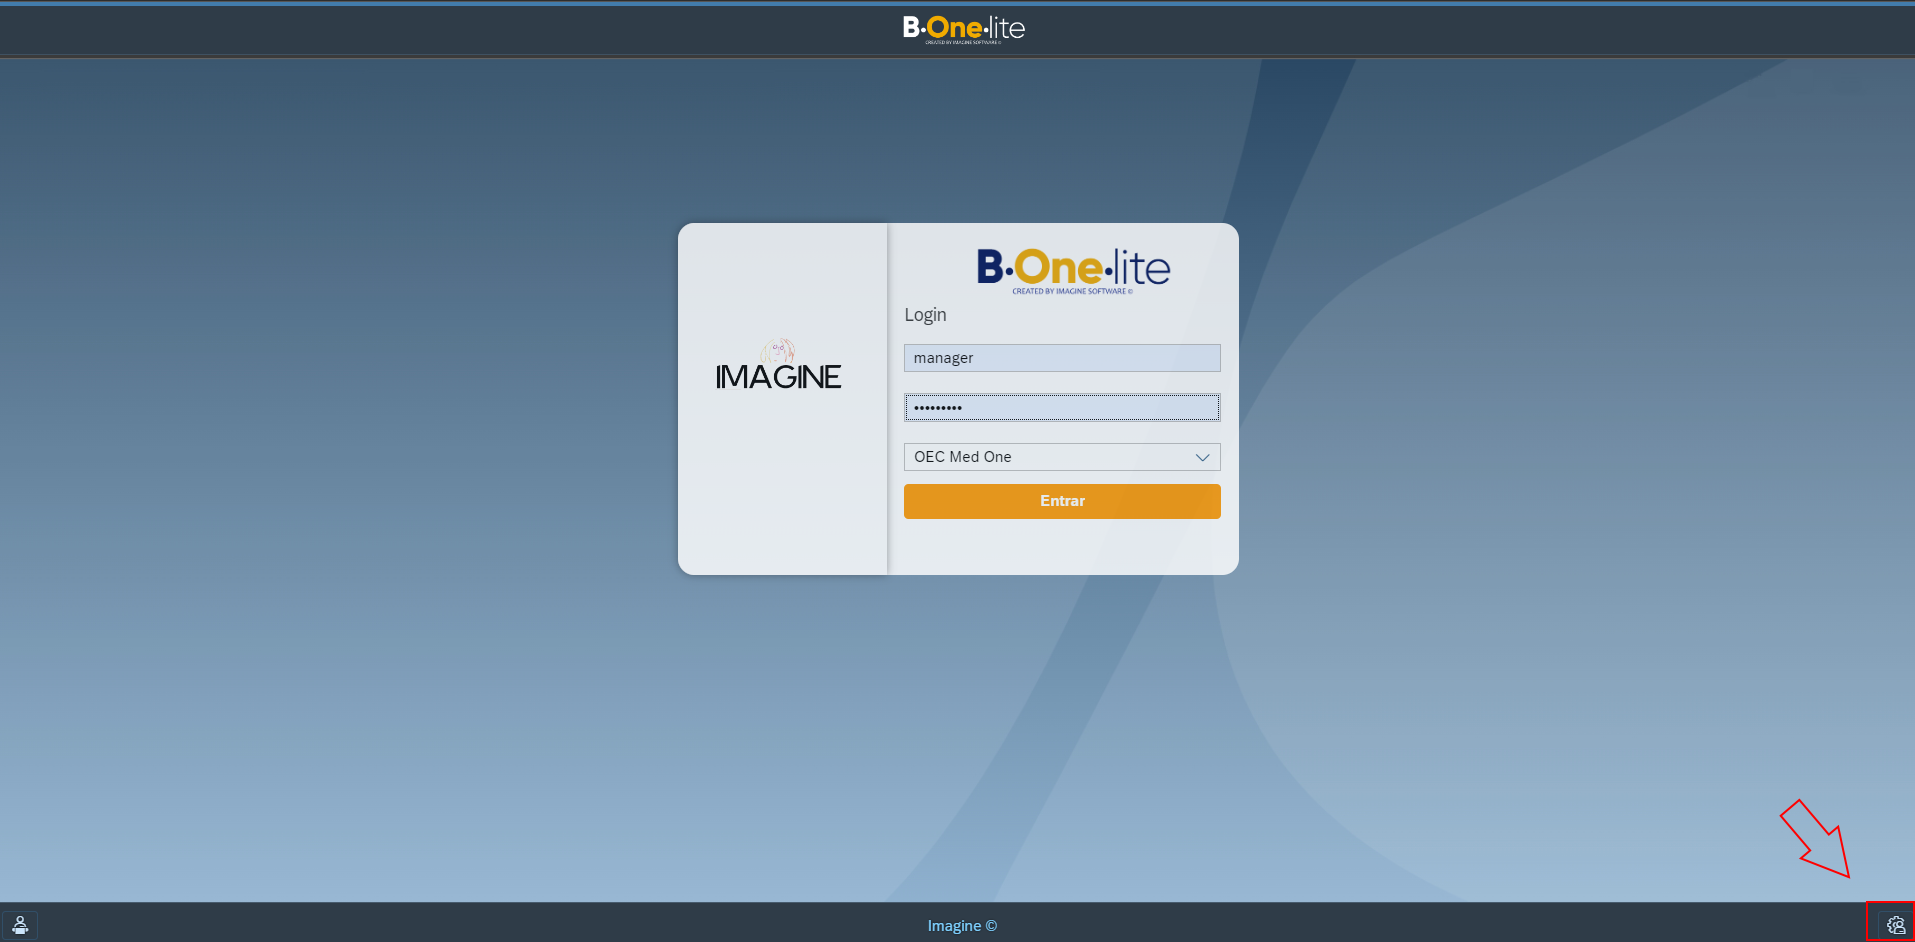 B·One·lite
CREATED BY IMAGINE SOFTWARE ©
B·One·lite
CREATED BY IMAGINE SOFTWARE ©
Login
IMAGINE
manager
•••••••••
OEC Med One
Entrar
Imagine ©